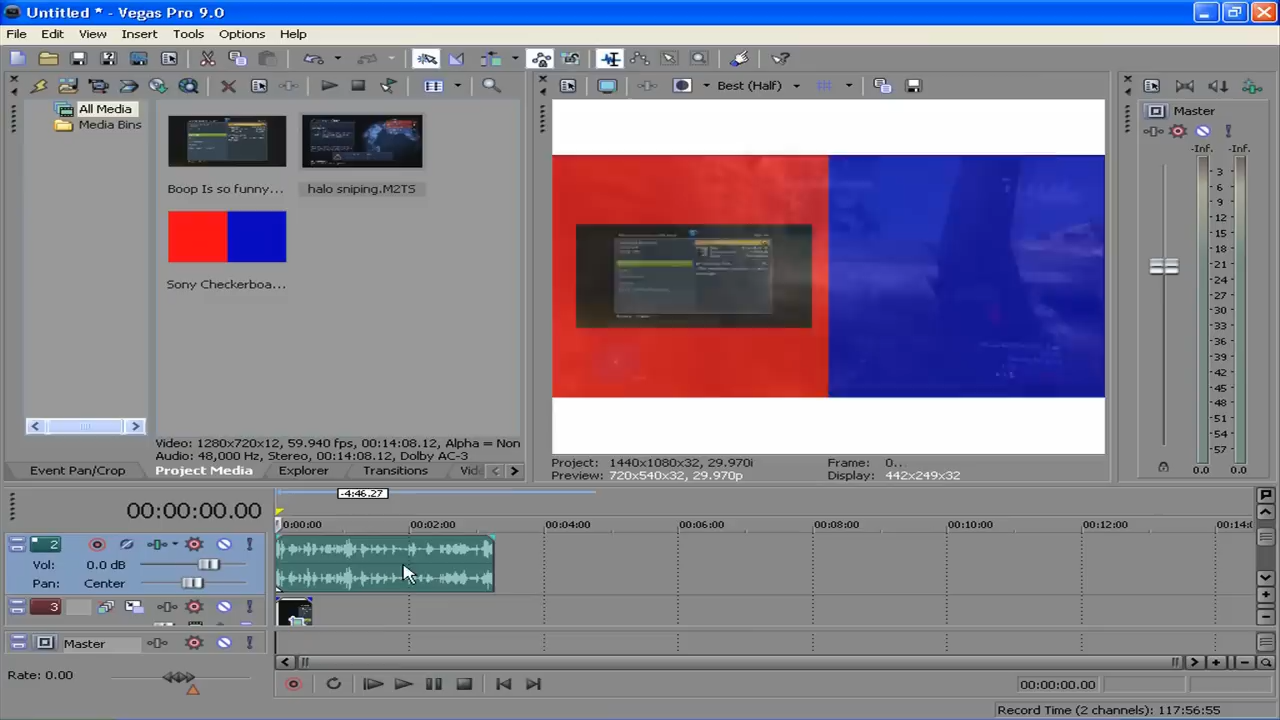 Untitled * - Vegas Pro 9.0
File Edit View Insert Tools Options Help
Best (Half)
All Media
Media Bins
Boop Is so funny...
halo sniping.M2TS
Sony Checkerboa...
Video: 1280x720x12, 59.940 fps, 00:14:08.12, Alpha = Non
Audio: 48,000 Hz, Stereo, 00:14:08.12, Dolby AC-3
Event Pan/Crop Project Media Explorer Transitions Vid
Project: 1440x1080x32, 29.970i
Preview: 720x540x32, 29.970p
Frame: 0...
Display: 442x249x32
Master
-Inf. -Inf.
3
6
9
12
15
18
21
24
27
30
33
36
39
42
45
48
51
54
57
0.0 0.0
-4:46.27
00:00:00.00
0:00:00 00:02:00 00:04:00 00:06:00 00:08:00 00:10:00 00:12:00 00:14:0
2
Vol: 0.0 dB
Pan: Center
3
Master
Rate: 0.00
00:00:00.00
Record Time (2 channels): 117:56:55